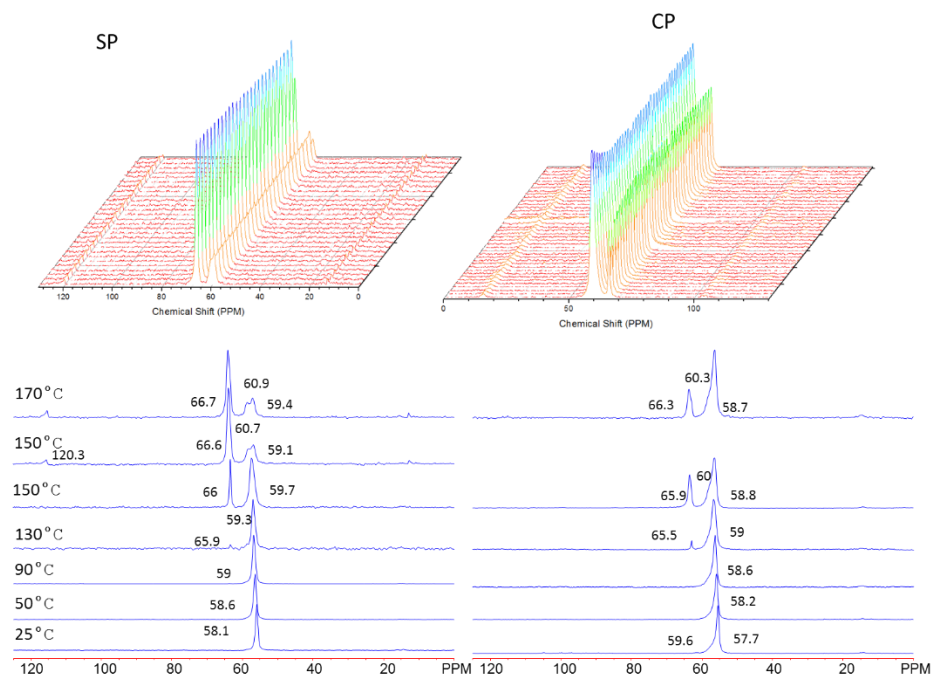 SP
CP
120 100 80 60 40 20 0
Chemical Shift (PPM)
0 50 100
Chemical Shift (PPM)
170°C
66.7
60.9
59.4
66.3
60.3
58.7
150°C
120.3
66.6
60.7
59.1
150°C
66
59.7
65.9
60
58.8
130°C
65.9
59.3
65.5
59
90°C
59
58.6
50°C
58.6
58.2
25°C
58.1
59.6
57.7
120 100 80 60 40 20 PPM
100 80 60 40 20 PPM